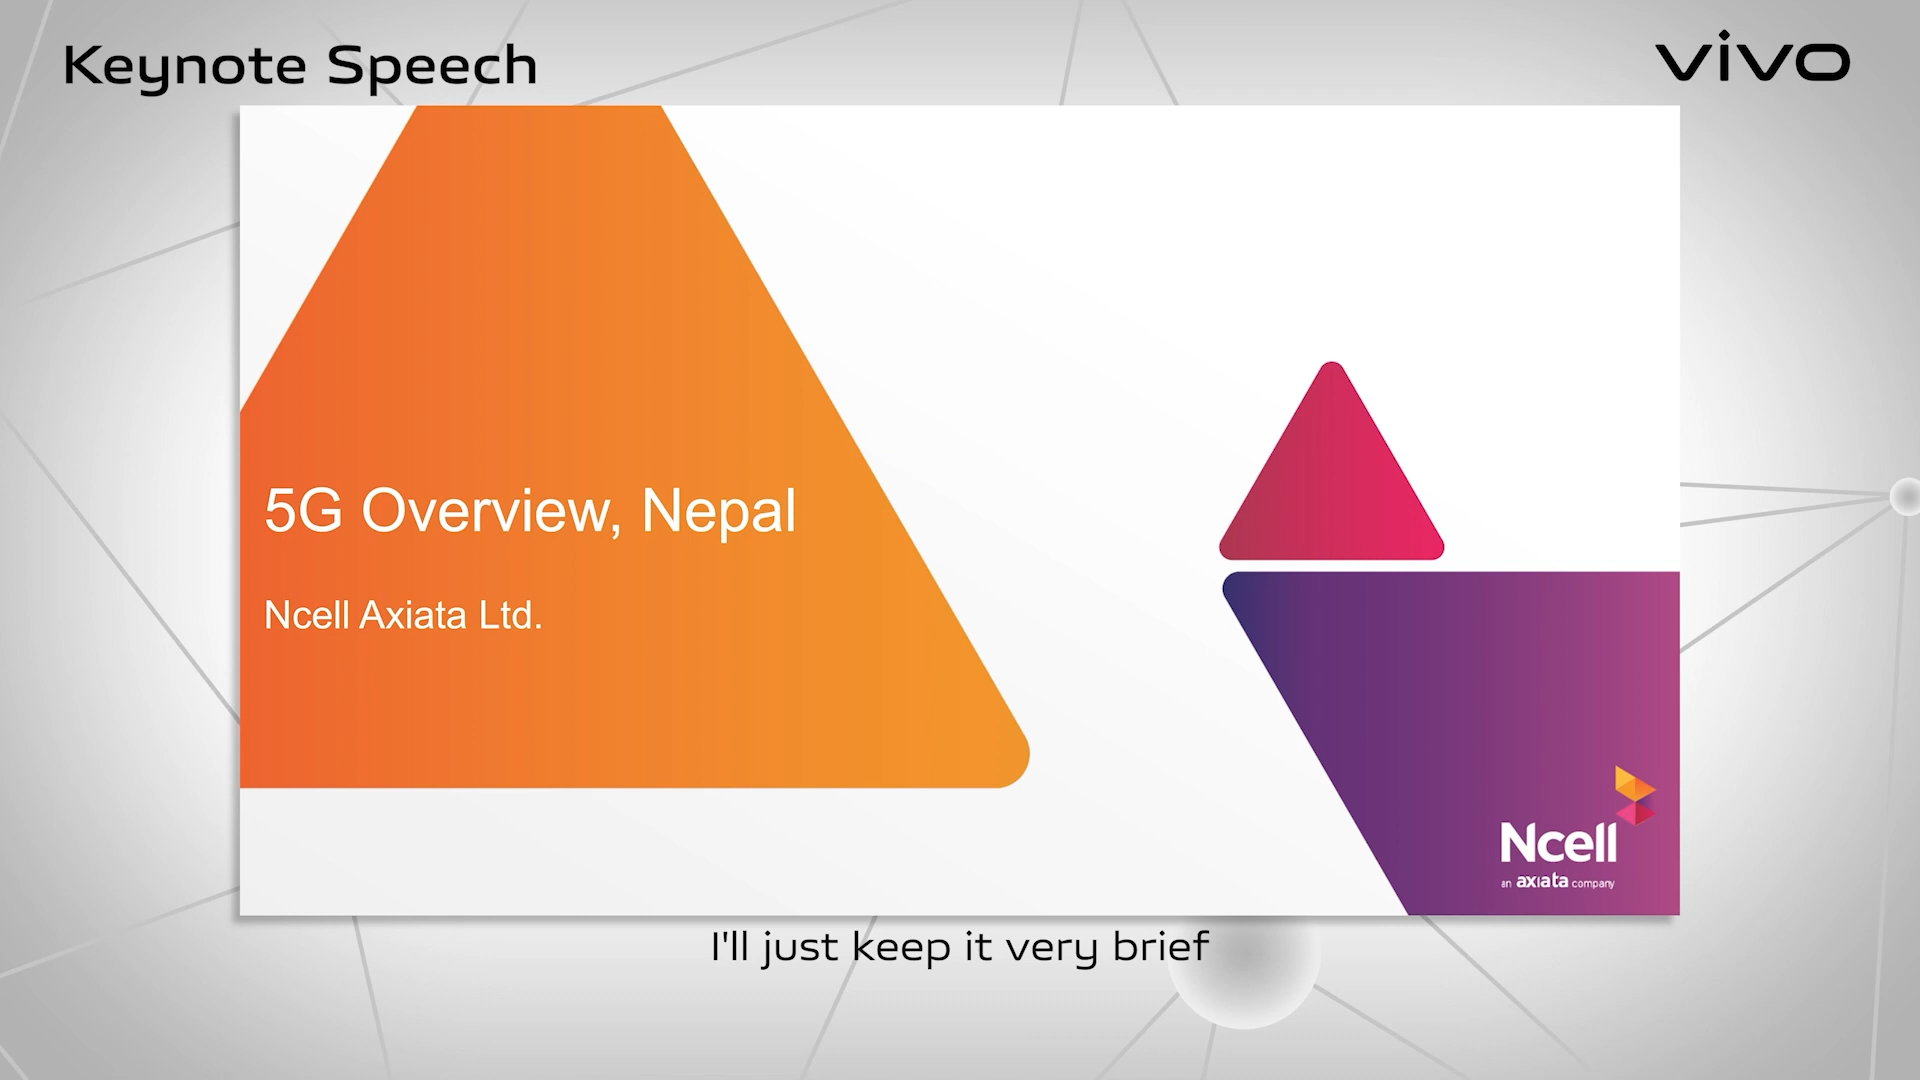 Keynote Speech
vivo
5G Overview, Nepal
Ncell Axiata Ltd.
Ncell
an axiata company
I'll just keep it very brief